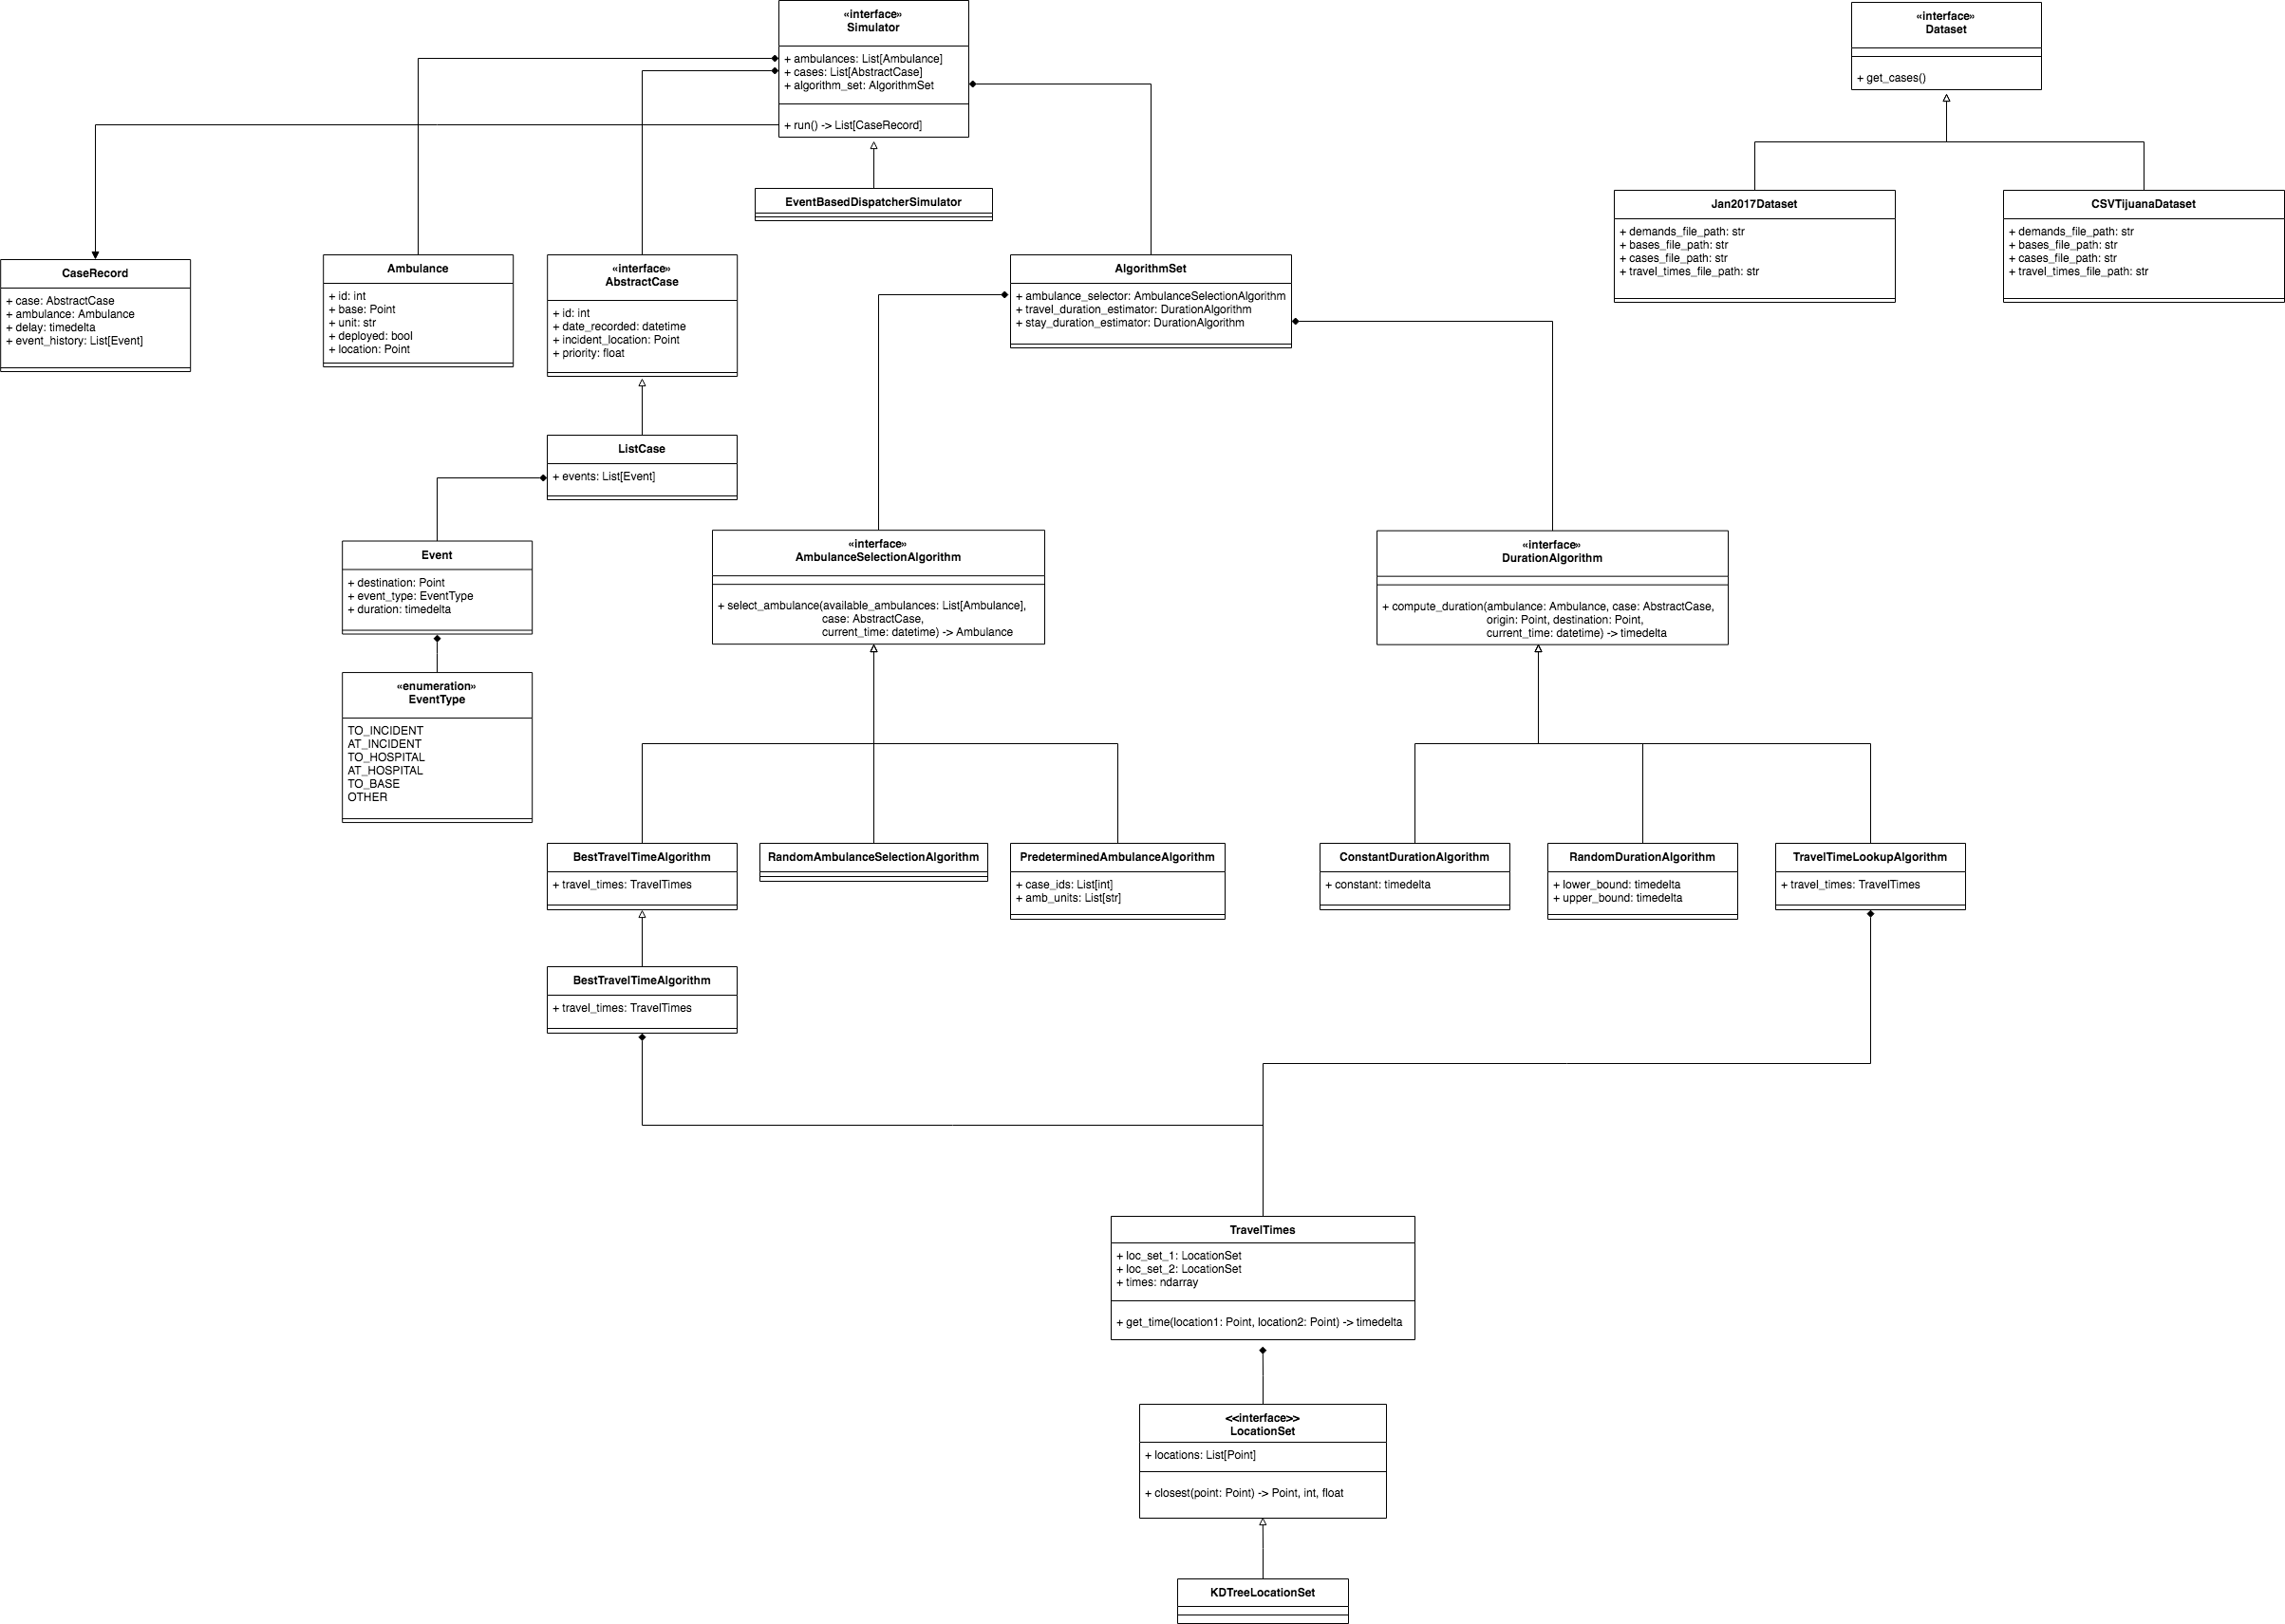 «interface»
Simulator
+ ambulances: List[Ambulance]
+ cases: List[AbstractCase]
+ algorithm_set: AlgorithmSet
+ run() -> List[CaseRecord]
«interface»
Dataset
+ get_cases()
EventBasedDispatcherSimulator
Jan2017Dataset
+ demands_file_path: str
+ bases_file_path: str
+ cases_file_path: str
+ travel_times_file_path: str
CSVTijuanaDataset
+ demands_file_path: str
+ bases_file_path: str
+ cases_file_path: str
+ travel_times_file_path: str
CaseRecord
+ case: AbstractCase
+ ambulance: Ambulance
+ delay: timedelta
+ event_history: List[Event]
Ambulance
+ id: int
+ base: Point
+ unit: str
+ deployed: bool
+ location: Point
«interface»
AbstractCase
+ id: int
+ date_recorded: datetime
+ incident_location: Point
+ priority: float
AlgorithmSet
+ ambulance_selector: AmbulanceSelectionAlgorithm
+ travel_duration_estimator: DurationAlgorithm
+ stay_duration_estimator: DurationAlgorithm
ListCase
+ events: List[Event]
Event
+ destination: Point
+ event_type: EventType
+ duration: timedelta
«interface»
AmbulanceSelectionAlgorithm
+ select_ambulance(available_ambulances: List[Ambulance],
case: AbstractCase,
current_time: datetime) -> Ambulance
«interface»
DurationAlgorithm
+ compute_duration(ambulance: Ambulance, case: AbstractCase,
origin: Point, destination: Point,
current_time: datetime) -> timedelta
«enumeration»
EventType
TO_INCIDENT
AT_INCIDENT
TO_HOSPITAL
AT_HOSPITAL
TO_BASE
OTHER
BestTravelTimeAlgorithm
+ travel_times: TravelTimes
RandomAmbulanceSelectionAlgorithm
PredeterminedAmbulanceAlgorithm
+ case_ids: List[int]
+ amb_units: List[str]
ConstantDurationAlgorithm
+ constant: timedelta
RandomDurationAlgorithm
+ lower_bound: timedelta
+ upper_bound: timedelta
TravelTimeLookupAlgorithm
+ travel_times: TravelTimes
BestTravelTimeAlgorithm
+ travel_times: TravelTimes
TravelTimes
+ loc_set_1: LocationSet
+ loc_set_2: LocationSet
+ times: ndarray
+ get_time(location1: Point, location2: Point) -> timedelta
<<interface>>
LocationSet
+ locations: List[Point]
+ closest(point: Point) -> Point, int, float
KDTreeLocationSet